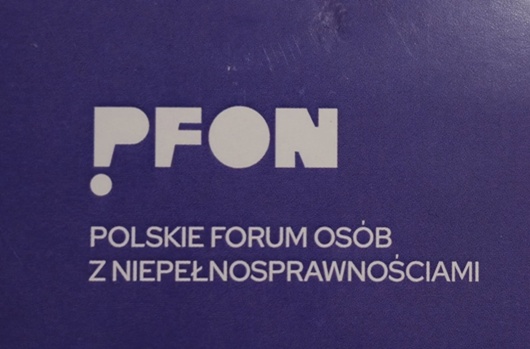 PFON
POLSKIE FORUM OSÓB
Z NIEPEŁNOSPRAWNOŚCIAMI